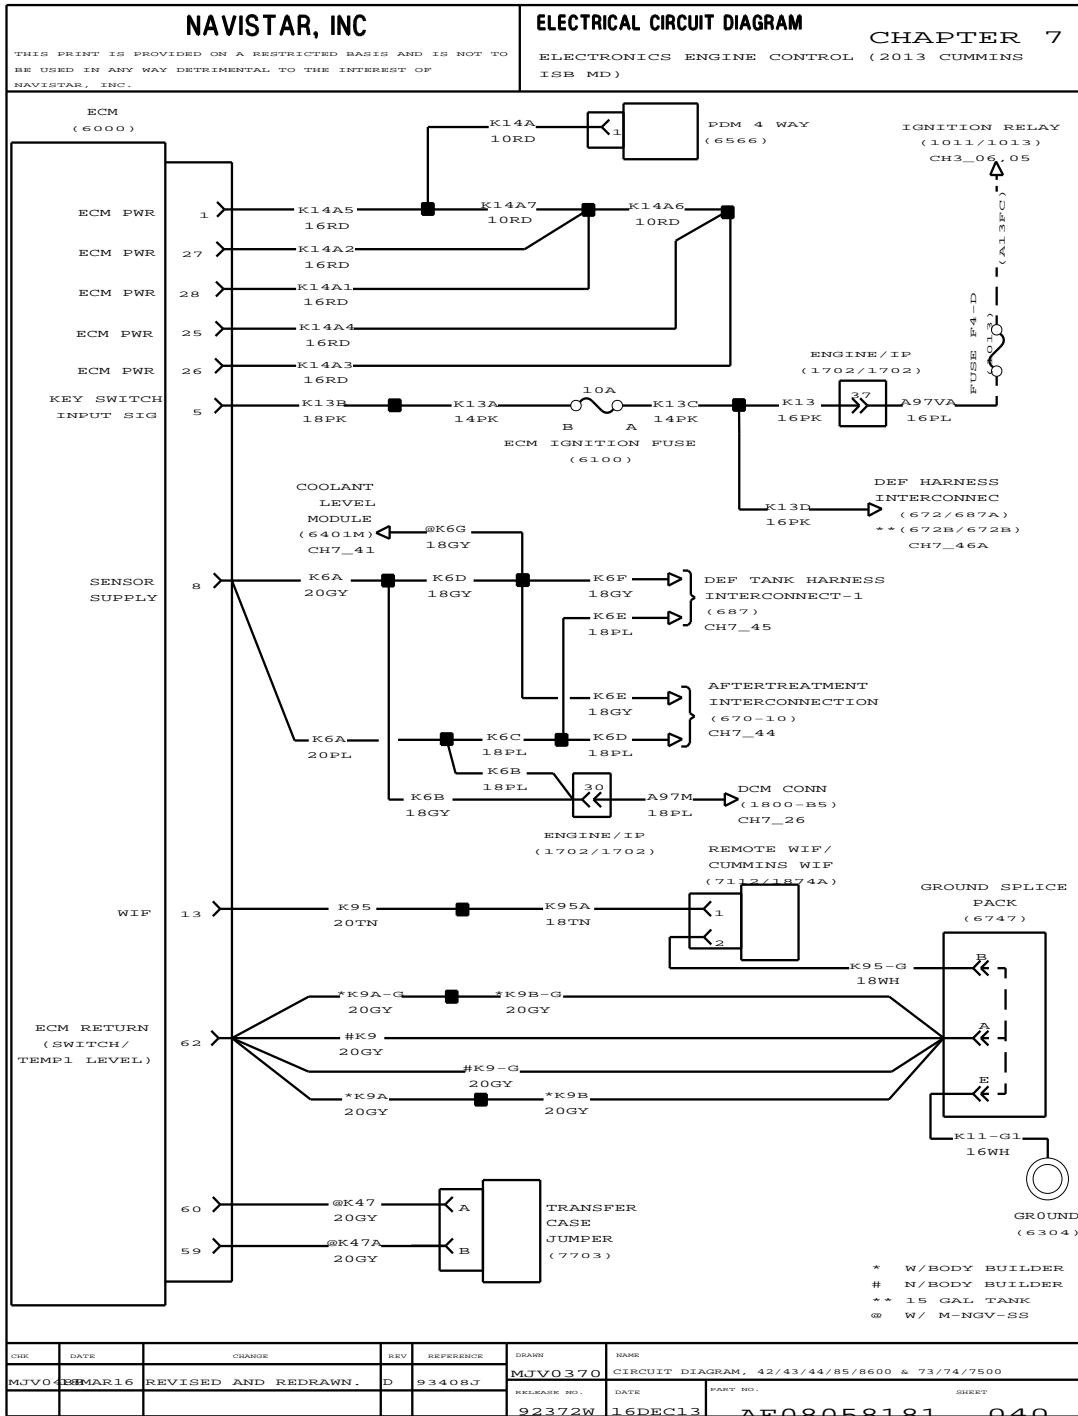 NAVISTAR, INC
THIS PRINT IS PROVIDED ON A RESTRICTED BASIS AND IS NOT TO
BE USED IN ANY WAY DETRIMENTAL TO THE INTEREST OF
NAVISTAR, INC.
ELECTRICAL CIRCUIT DIAGRAM
CHAPTER 7
ELECTRONICS ENGINE CONTROL (2013 CUMMINS
ISB MD)
ECM
(6000)
K14A
10RD
1
PDM 4 WAY
(6566)
IGNITION RELAY
(1011/1013)
CH3_06,05
(A13FC)
FUSE F4-D
ECM PWR
1
K14A5
16RD
K14A7
10RD
K14A6
10RD
ECM PWR
27
K14A2
16RD
ECM PWR
28
K14A1
16RD
ECM PWR
25
K14A4
16RD
ECM PWR
26
K14A3
16RD
KEY SWITCH
INPUT SIG
5
K13B
18PK
K13A
14PK
10A
B
A
ECM IGNITION FUSE
(6100)
K13C
14PK
K13
16PK
ENGINE/IP
(1702/1702)
37
A97VA
16PL
K13D
16PK
DEF HARNESS
INTERCONNEC
(672/687A)
**(672B/672B)
CH7_46A
COOLANT
LEVEL
MODULE
(6401M)
CH7_41
@K6G
18GY
SENSOR
SUPPLY
8
K6A
20GY
K6D
18GY
K6F
18GY
K6E
18PL
DEF TANK HARNESS
INTERCONNECT-1
(687)
CH7_45
K6E
18GY
K6D
18PL
AFTERTREATMENT
INTERCONNECTION
(670-10)
CH7_44
K6A
20PL
K6C
18PL
K6B
18PL
K6B
18GY
30
ENGINE/IP
(1702/1702)
A97M
18PL
DCM CONN
(1800-B5)
CH7_26
REMOTE WIF/
CUMMINS WIF
(7112/1874A)
WIF
13
K95
20TN
K95A
18TN
1
2
K95-G
18WH
GROUND SPLICE
PACK
(6747)
B
A
E
ECM RETURN
(SWITCH/
TEMP1 LEVEL)
62
*K9A-G
20GY
*K9B-G
20GY
#K9
20GY
#K9-G
20GY
*K9A
20GY
*K9B
20GY
K11-G1
16WH
GROUND
(6304)
60
@K47
20GY
A
59
@K47A
20GY
B
TRANSFER
CASE
JUMPER
(7703)
* W/BODY BUILDER
# N/BODY BUILDER
** 15 GAL TANK
@ W/ M-NGV-SS
CHK DATE CHANGE REV REFERENCE
REVISED AND REDRAWN. D 93408J
DRAWN
MJV0370
NAME
CIRCUIT DIAGRAM, 42/43/44/85/8600 & 73/74/7500
RELEASE NO.
92372W
DATE
16DEC13
PART NO. SHEET
AE08058181 040